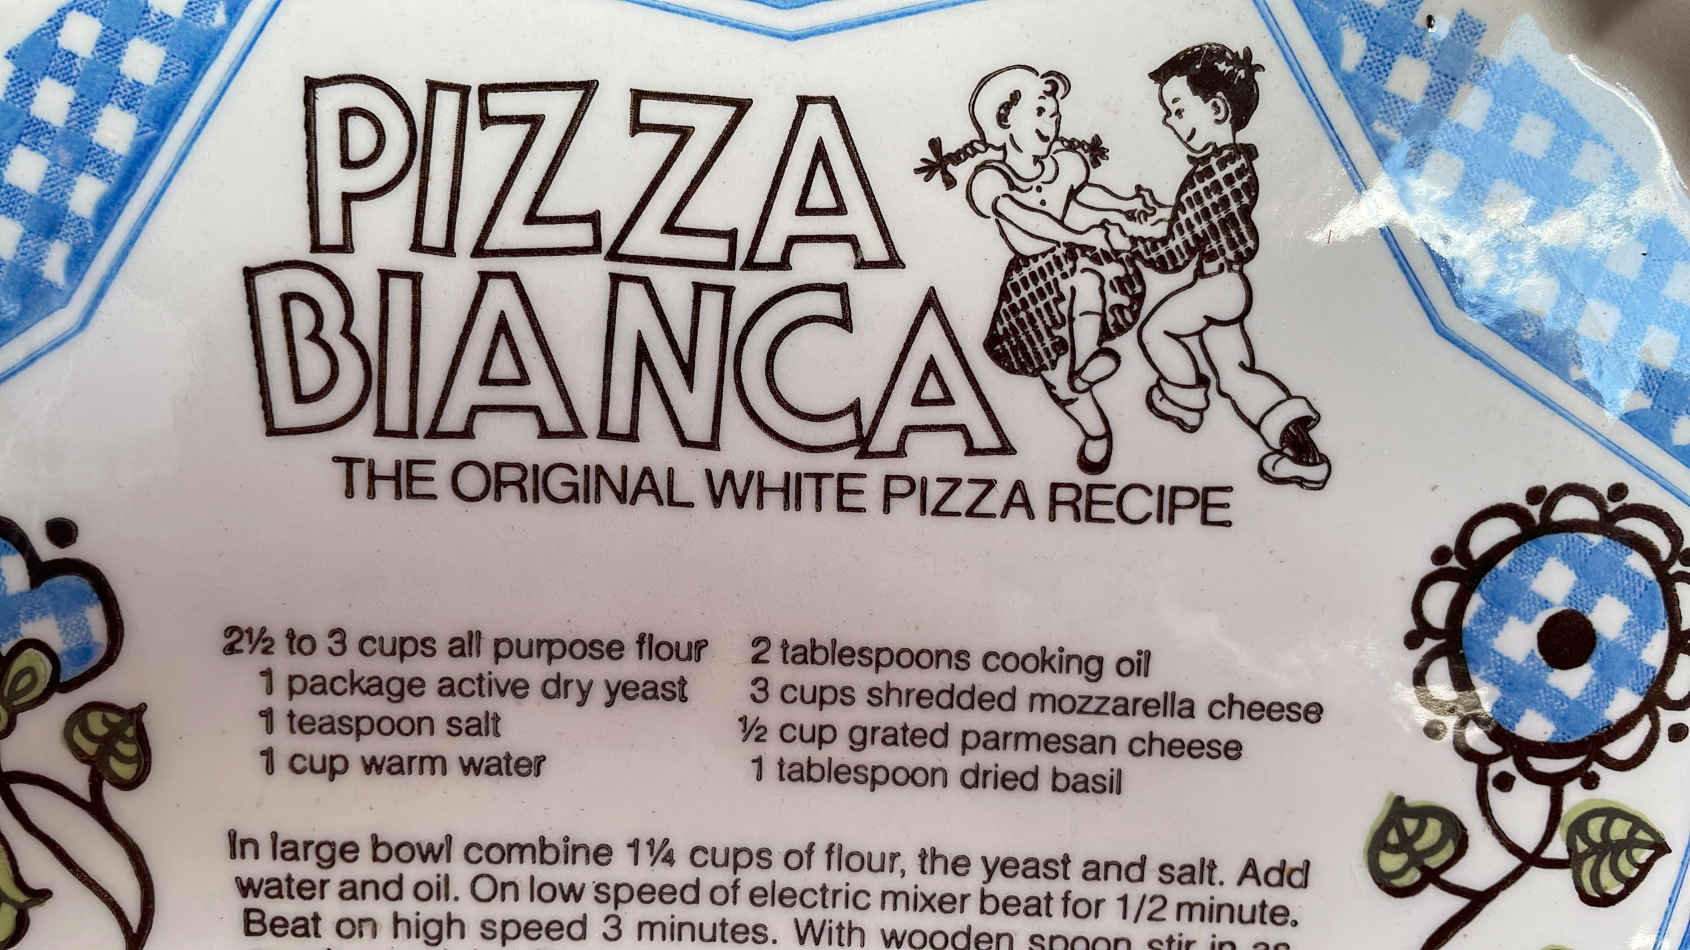 PIZZA
BIANCA
THE ORIGINAL WHITE PIZZA RECIPE
2½ to 3 cups all purpose flour
1 package active dry yeast
1 teaspoon salt
1 cup warm water
2 tablespoons cooking oil
3 cups shredded mozzarella cheese
½ cup grated parmesan cheese
1 tablespoon dried basil
In large bowl combine 1¼ cups of flour, the yeast and salt. Add
water and oil. On low speed of electric mixer beat for 1/2 minute.
Beat on high speed 3 minutes. With wooden spoon stir in as